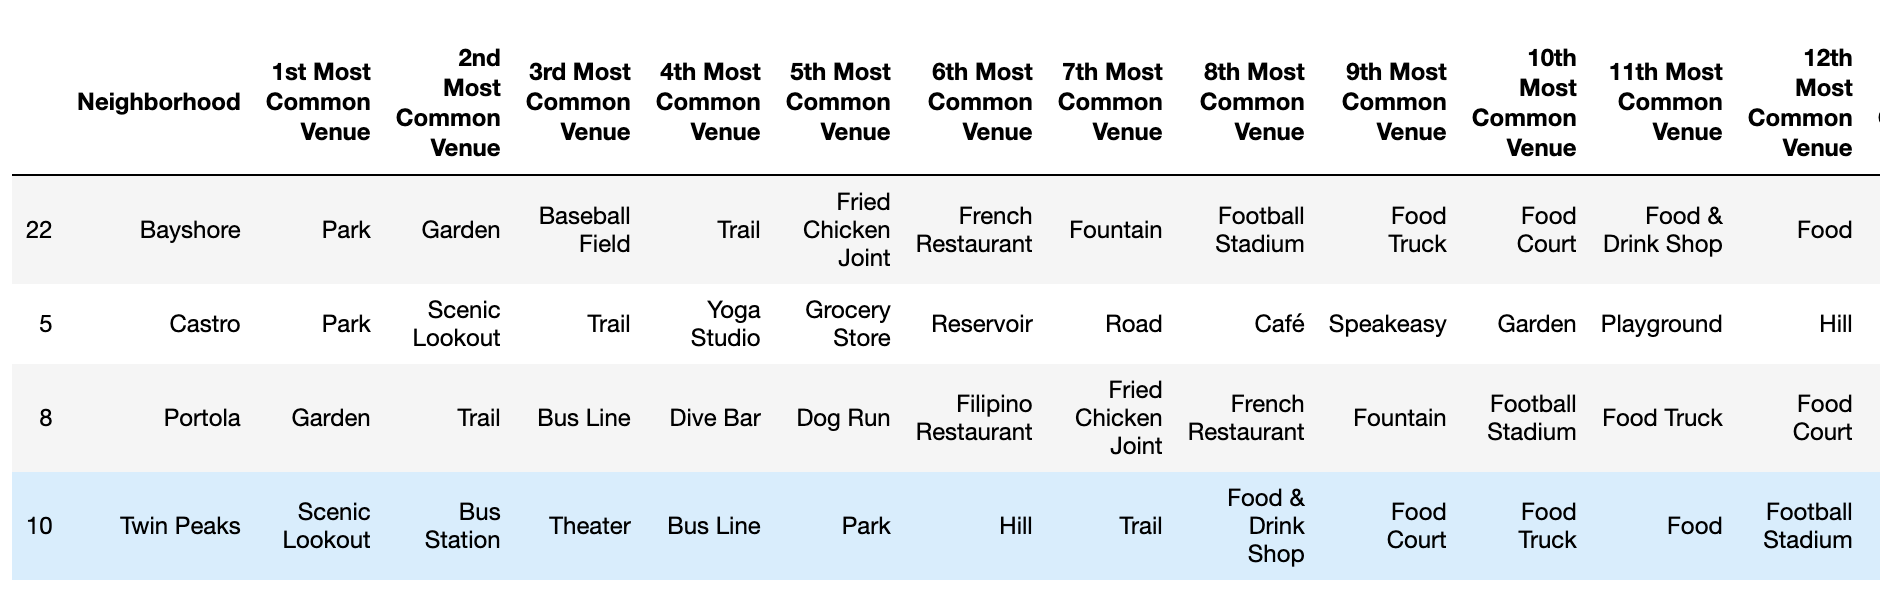 Neighborhood 1st Most Common Venue 2nd Most Common Venue 3rd Most Common Venue 4th Most Common Venue 5th Most Common Venue 6th Most Common Venue 7th Most Common Venue 8th Most Common Venue 9th Most Common Venue 10th Most Common Venue 11th Most Common Venue 12th Most Common Venue
22 Bayshore Park Garden Baseball Field Trail Fried Chicken Joint French Restaurant Fountain Football Stadium Food Truck Food Court Food & Drink Shop Food
5 Castro Park Scenic Lookout Trail Yoga Studio Grocery Store Reservoir Road Café Speakeasy Garden Playground Hill
8 Portola Garden Trail Bus Line Dive Bar Dog Run Filipino Restaurant Fried Chicken Joint French Restaurant Fountain Football Stadium Food Truck Food Court
10 Twin Peaks Scenic Lookout Bus Station Theater Bus Line Park Hill Trail Food & Drink Shop Food Court Food Truck Food Football Stadium